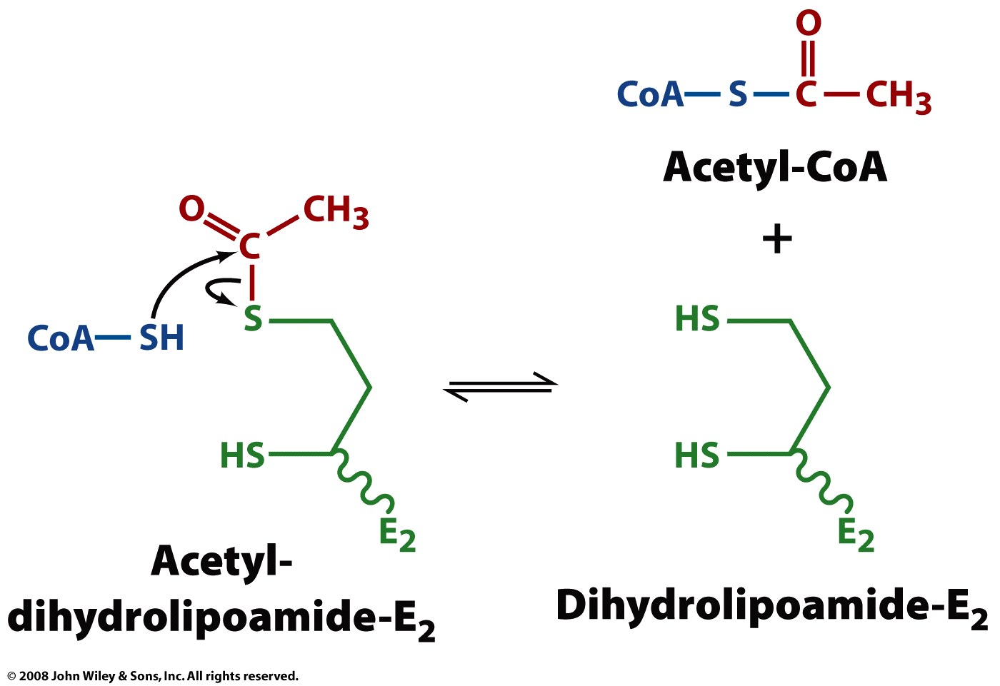 O
CoA S C CH3
Acetyl-CoA
+
O CH3
C
S
CoA SH
HS
E2
Acetyl-
dihydrolipoamide-E2
HS
HS
E2
Dihydrolipoamide-E2
© 2008 John Wiley & Sons, Inc. All rights reserved.